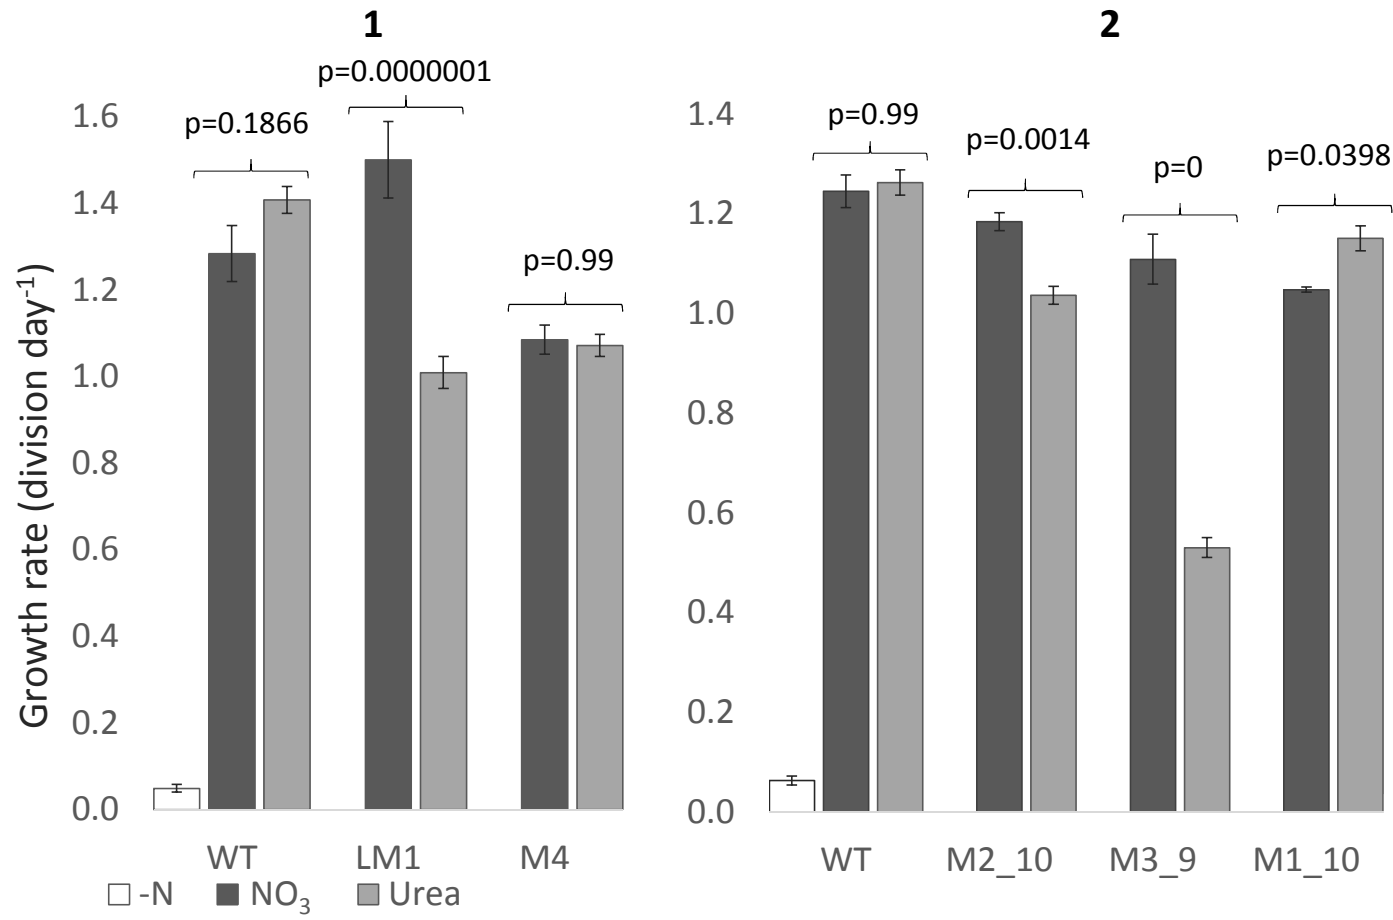 1
2
p=0.0000001
p=0.1866
p=0.99
p=0.99
p=0.0014
p=0
p=0.0398
Growth rate (division day-1)
1.6
1.4
1.2
1.0
0.8
0.6
0.4
0.2
0.0
1.4
1.2
1.0
0.8
0.6
0.4
0.2
0.0
WT LM1 M4
WT M2_10 M3_9 M1_10
-N NO3 Urea